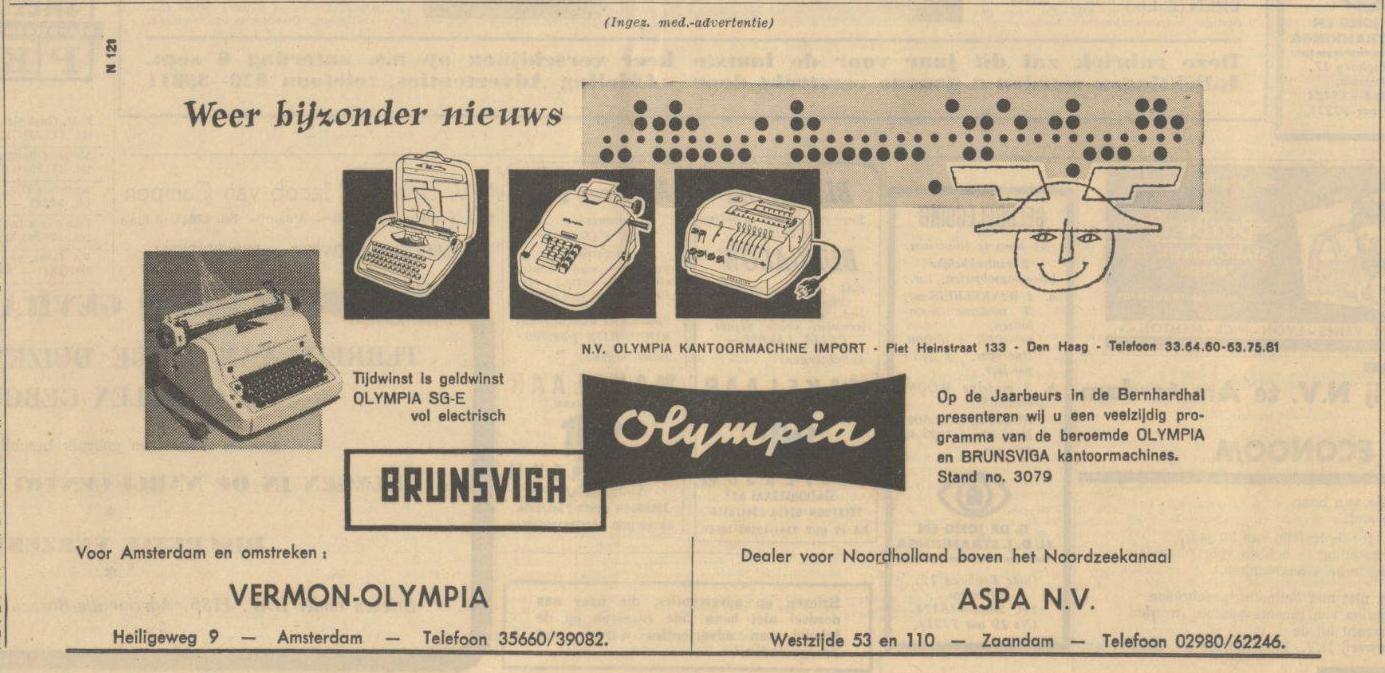 (Ingez. med.-advertentie)
N 121
Weer bijzonder nieuws
N.V. OLYMPIA KANTOORMACHINE IMPORT - Piet Heinstraat 133 - Den Haag - Telefoon 33.64.60-63.75.81
Tijdwinst is geldwinst
OLYMPIA SG-E
vol electrisch
Olympia
BRUNSVIGA
Op de Jaarbeurs in de Bernhardhal
presenteren wij u een veelzijdig pro-
gramma van de beroemde OLYMPIA
en BRUNSVIGA kantoormachines.
Stand no. 3079
Voor Amsterdam en omstreken :
VERMON-OLYMPIA
Heiligeweg 9 — Amsterdam — Telefoon 35660/39082.
Dealer voor Noordholland boven het Noordzeekanaal
ASPA N.V.
Westzijde 53 en 110 — Zaandam — Telefoon 02980/62246.